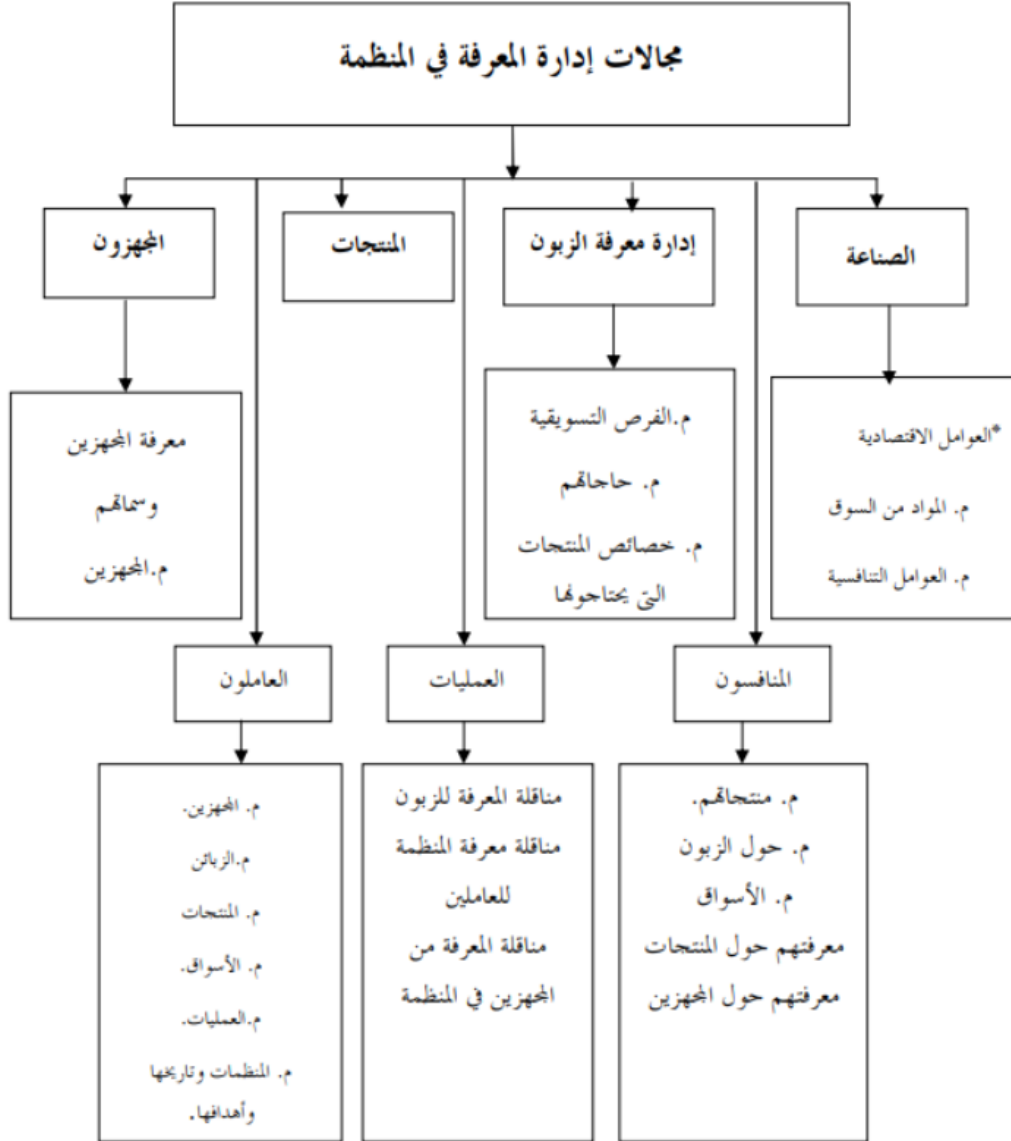 مجالات إدارة المعرفة في المنظمة
الصناعة
إدارة معرفة الزبون
المنتجات
المجهزون
*العوامل الاقتصادية
م. المواد من السوق
م. العوامل التنافسية
م.الفرص التسويقية
م. حاجاتهم
م. خصائص المنتجات
التي يحتاجونها
معرفة المجهزين
وسماتهم
م.المجهزين
المنافسون
العمليات
العاملون
م. منتجاتهم.
م. حول الزبون
م. الأسواق
معرفتهم حول المنتجات
معرفتهم حول المجهزين
مناقلة المعرفة للزبون
مناقلة معرفة المنظمة
للعاملين
مناقلة المعرفة من
المجهزين في المنظمة
م. المجهزين.
م.الزبائن
م. المنتجات
م. الأسواق.
م.العمليات.
م. المنظمات وتاريخها
وأهدافها.